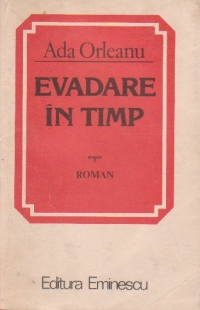 Ada Orleanu
EVADARE
ÎN TIMP
ROMAN
Editura Eminescu